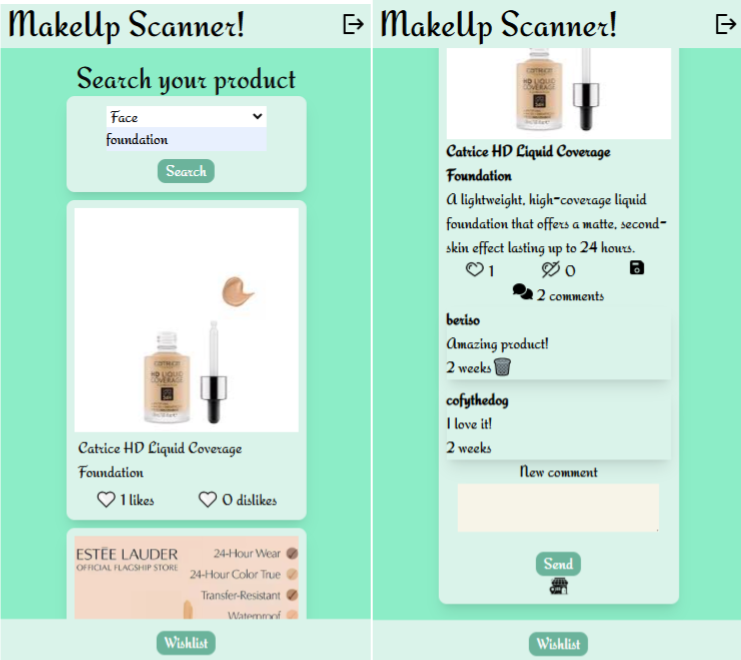 MakeUp Scanner!
Search your product
Face
foundation
Search
CATRICE
HD LIQUID
COVERAGE
Catrice HD Liquid Coverage
Foundation
1 likes
0 dislikes
ESTĒE LAUDER
OFFICIAL FLAGSHIP STORE
24-Hour Wear
24-Hour Color True
Transfer-Resistant
Waterproof
Wishlist
MakeUp Scanner!
CATRICE
HD LIQUID
COVERAGE
Catrice HD Liquid Coverage
Foundation
A lightweight, high-coverage liquid
foundation that offers a matte, second-
skin effect lasting up to 24 hours.
1
0
2 comments
beriso
Amazing product!
2 weeks
cofythedog
I love it!
2 weeks
New comment
Send
Wishlist